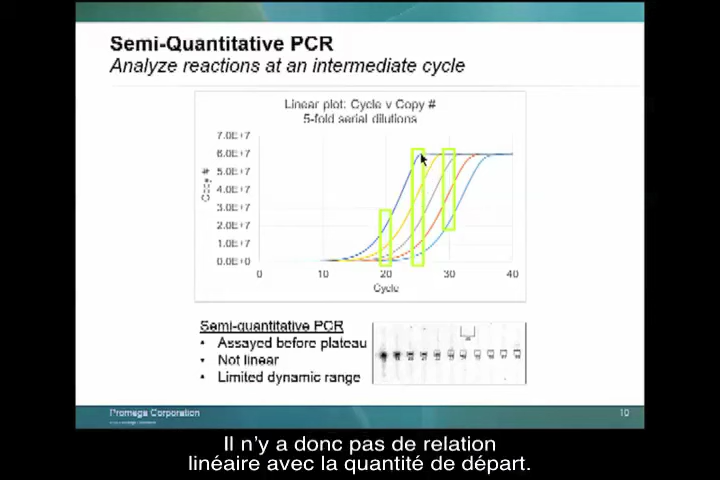 Semi-Quantitative PCR
Analyze reactions at an intermediate cycle
Linear plot: Cycle v Copy #
5-fold serial dilutions
7.0E+7
6.0E+7
5.0E+7
4.0E+7
3.0E+7
2.0E+7
1.0E+7
0.0E+0
Copy #
0 10 20 30 40
Cycle
Semi-quantitative PCR
• Assayed before plateau
• Not linear
• Limited dynamic range
Promega Corporation
10
Il n'y a donc pas de relation
linéaire avec la quantité de départ.